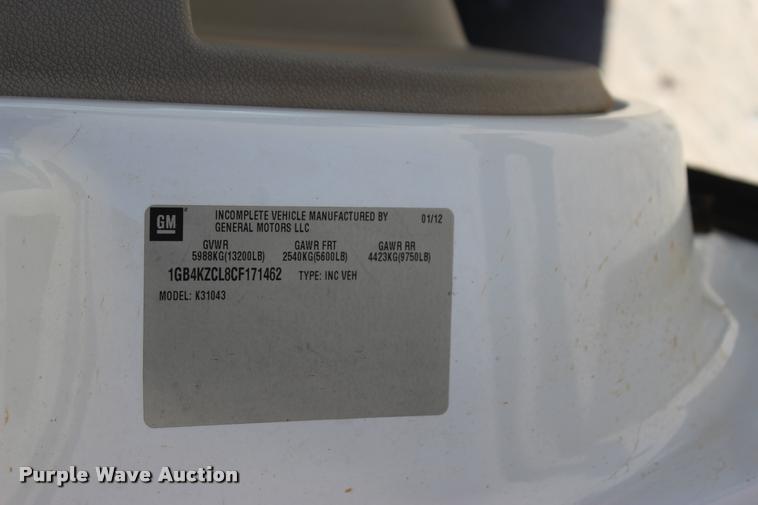 GM
INCOMPLETE VEHICLE MANUFACTURED BY 01/12
GENERAL MOTORS LLC
GVWR GAWR FRT GAWR RR
5988KG(13200LB) 2540KG(5600LB) 4423KG(9750LB)
1GB4KZCL8CF171462 TYPE: INC VEH
MODEL: K31043
Purple Wave Auction